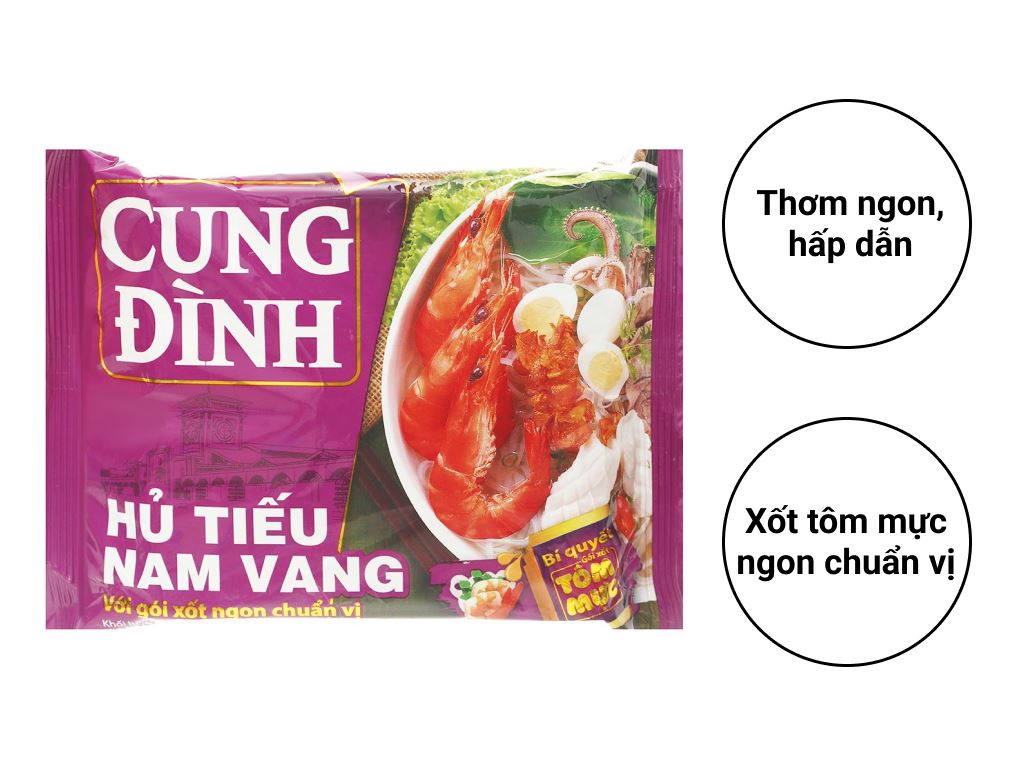 CUNG
ĐÌNH
HỦ TIẾU
NAM VANG
Với gói xốt ngon chuẩn vị
Bí quyết
Gói xốt
TÔM
MỰC
Thơm ngon,
hấp dẫn
Xốt tôm mực
ngon chuẩn vị